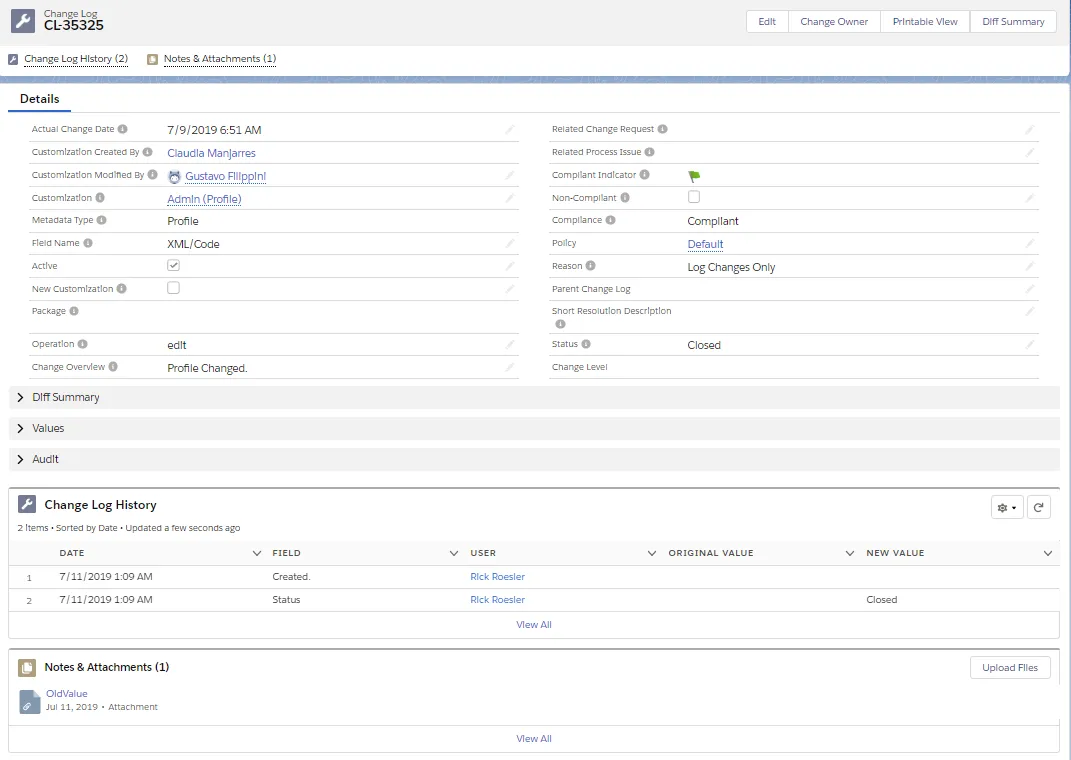 Change Log
CL-35325
Edit
Change Owner
Printable View
Diff Summary
Change Log History (2)
Notes & Attachments (1)
Details
Actual Change Date
7/9/2019 6:51 AM
Customization Created By
Claudia Manjarres
Customization Modified By
Gustavo Filippini
Customization
Admin (Profile)
Metadata Type
Profile
Field Name
XML/Code
Active
New Customization
Package
Operation
edit
Change Overview
Profile Changed.
Related Change Request
Related Process Issue
Compliant Indicator
Non-Compliant
Compliance
Compliant
Policy
Default
Reason
Log Changes Only
Parent Change Log
Short Resolution Description
Status
Closed
Change Level
Diff Summary
Values
Audit
Change Log History
2 items • Sorted by Date • Updated a few seconds ago
DATE FIELD USER ORIGINAL VALUE NEW VALUE
1 7/11/2019 1:09 AM Created. Rick Roesler
2 7/11/2019 1:09 AM Status Rick Roesler Closed
View All
Notes & Attachments (1)
Upload Files
OldValue
Jul 11, 2019 • Attachment
View All